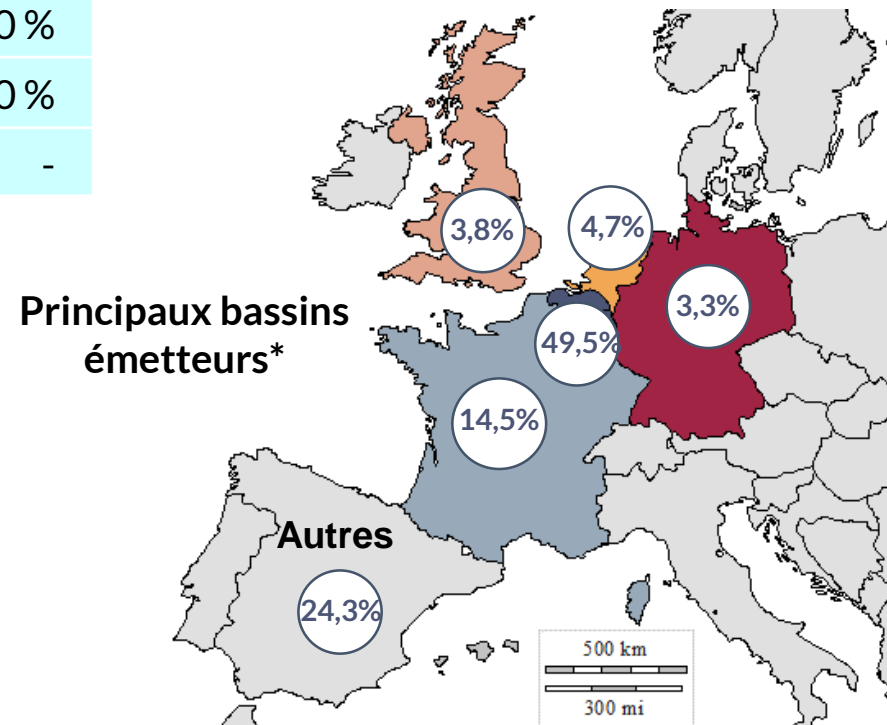 0 %
0 %
-
3,8%
4,7%
Principaux bassins
émetteurs*
3,3%
49,5%
14,5%
Autres
24,3%
500 km
300 mi